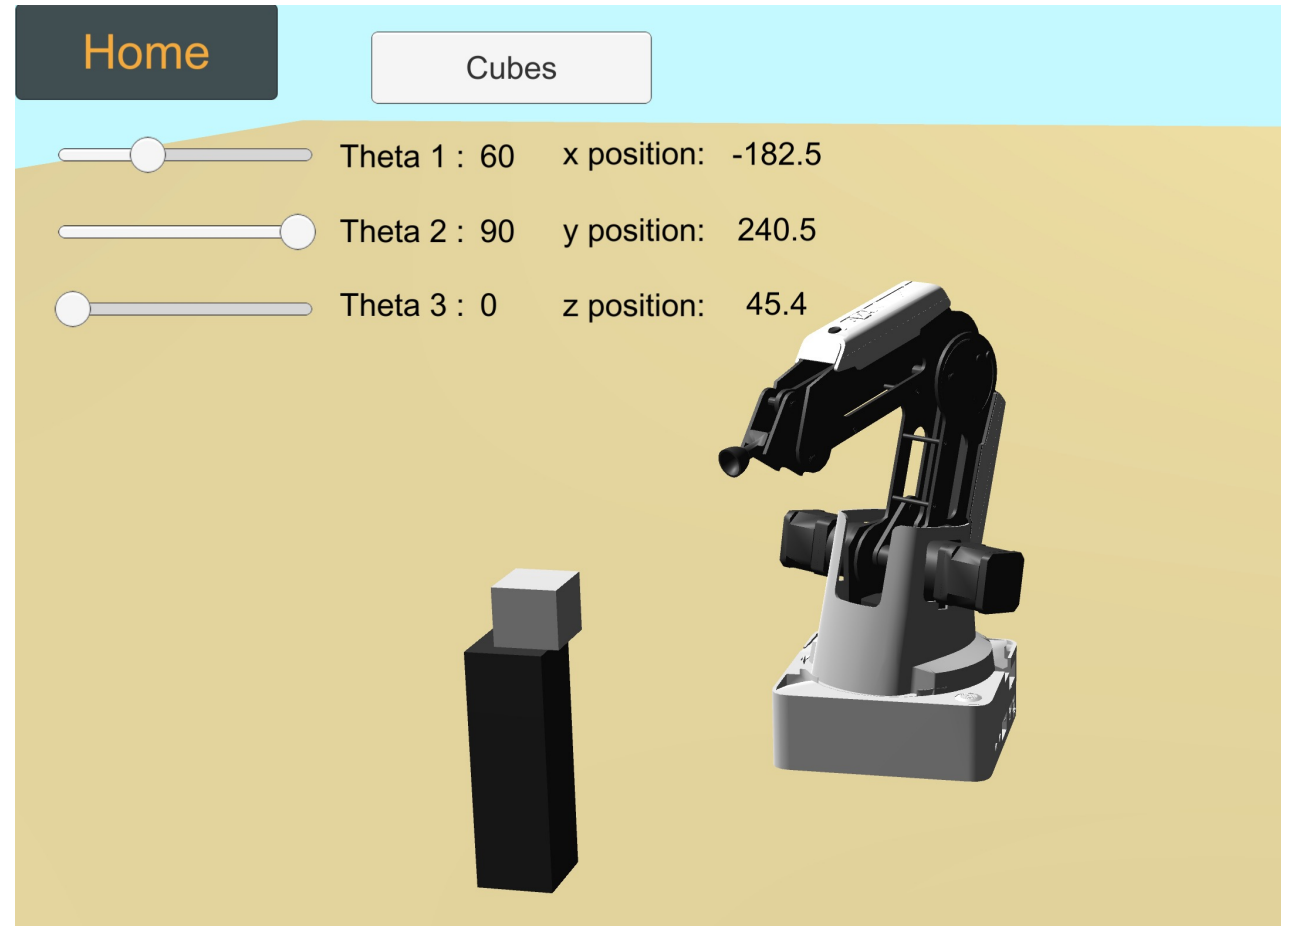 Home
Cubes
Theta 1 : 60 x position: -182.5
Theta 2 : 90 y position: 240.5
Theta 3 : 0 z position: 45.4